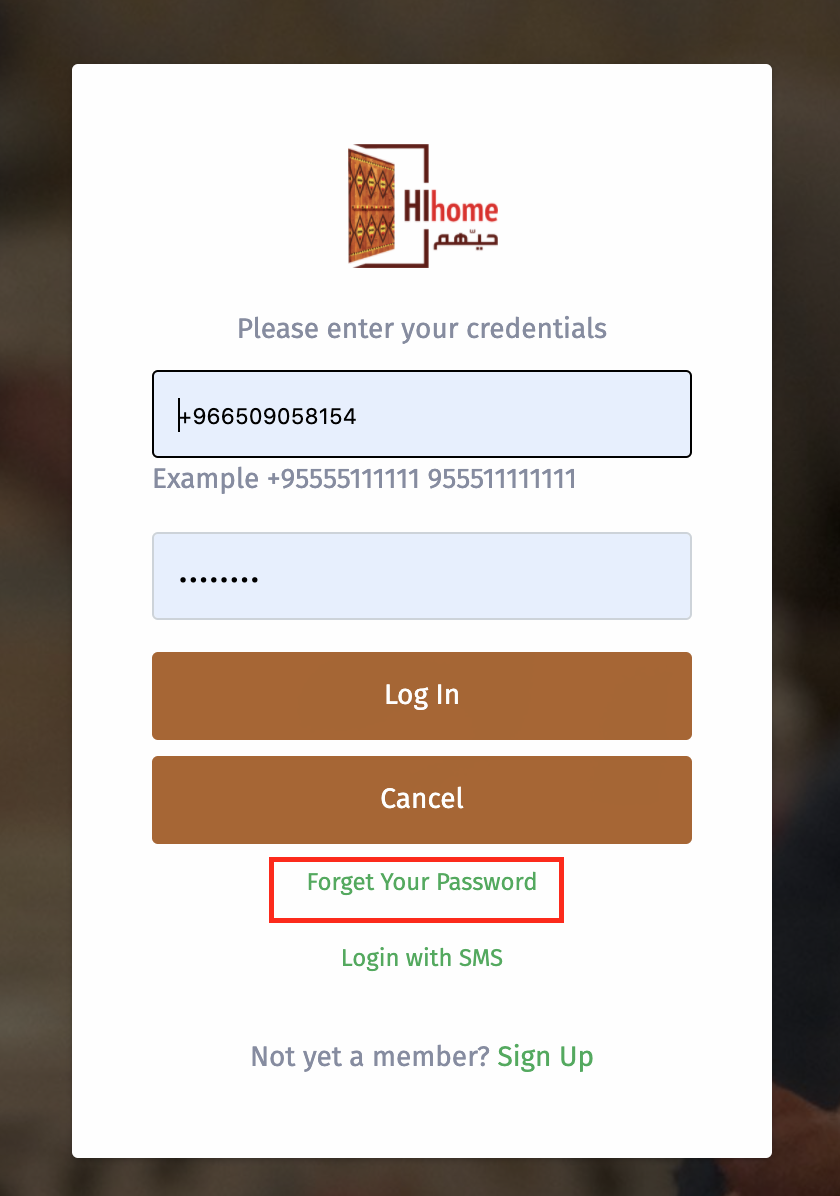 HIhome
حيّهم
Please enter your credentials
+966509058154
Example +95555111111 955511111111
••••••••
Log In
Cancel
Forget Your Password
Login with SMS
Not yet a member? Sign Up